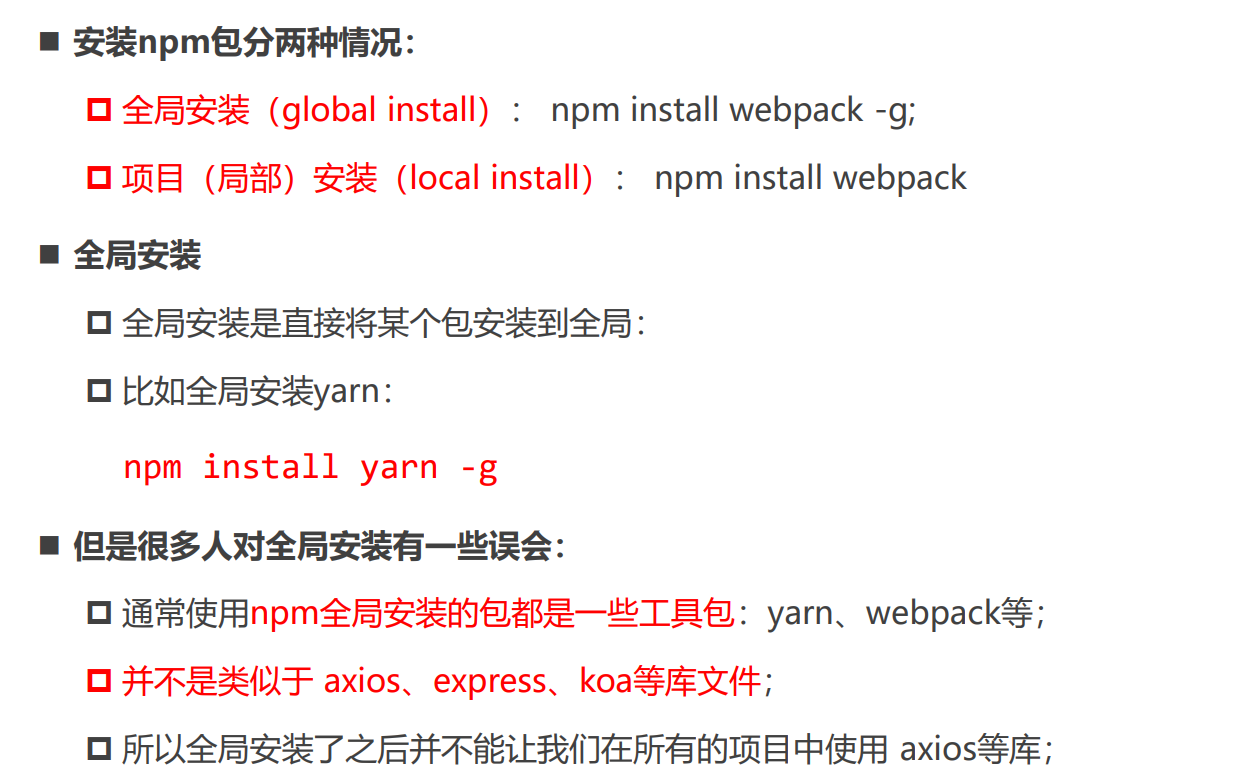 安装npm包分两种情况：
全局安装（global install）： npm install webpack -g;
项目（局部）安装（local install）： npm install webpack
全局安装
全局安装是直接将某个包安装到全局：
比如全局安装yarn：
npm install yarn -g
但是很多人对全局安装有一些误会：
通常使用npm全局安装的包都是一些工具包：yarn、webpack等；
并不是类似于 axios、express、koa等库文件；
所以全局安装了之后并不能让我们在所有的项目中使用 axios等库；